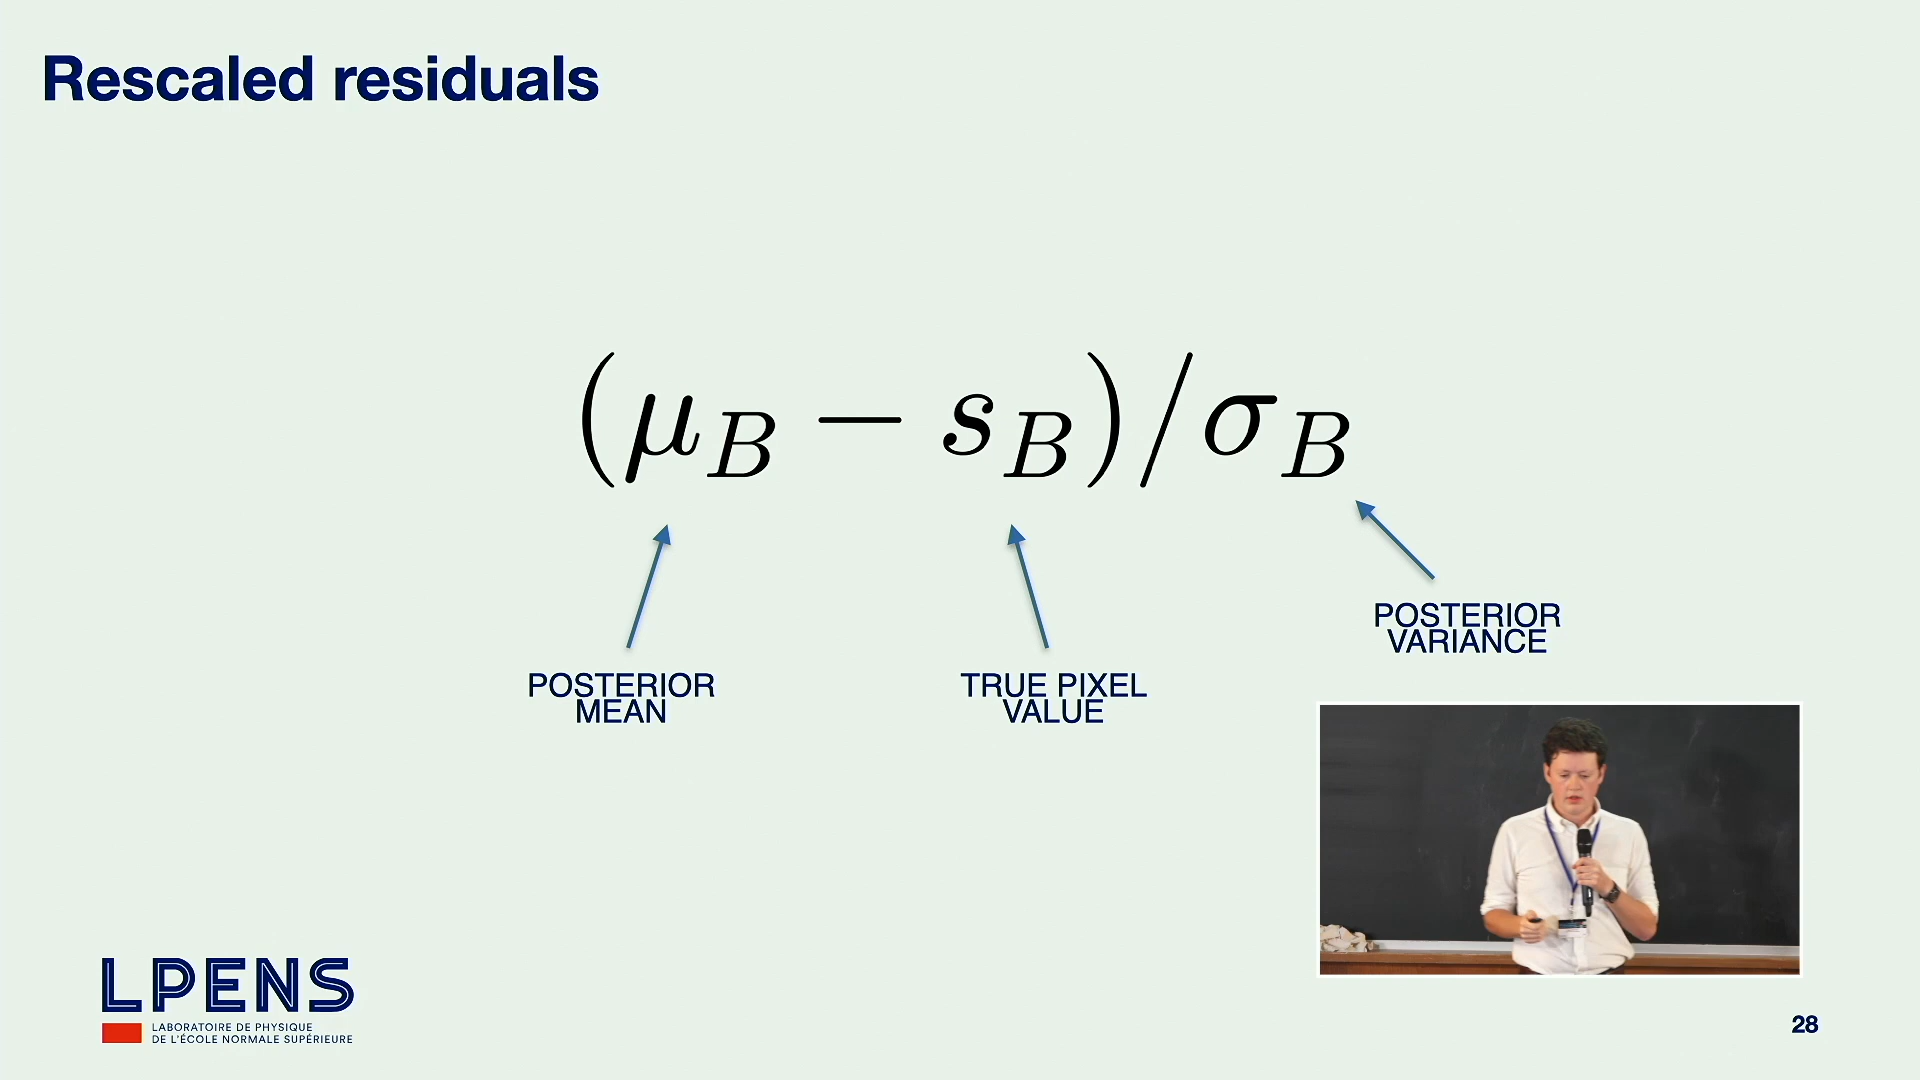 Rescaled residuals
(μ_B − s_B)/σ_B
POSTERIOR
MEAN
TRUE PIXEL
VALUE
POSTERIOR
VARIANCE
LPENS
LABORATOIRE DE PHYSIQUE
DE L'ÉCOLE NORMALE SUPÉRIEURE
28